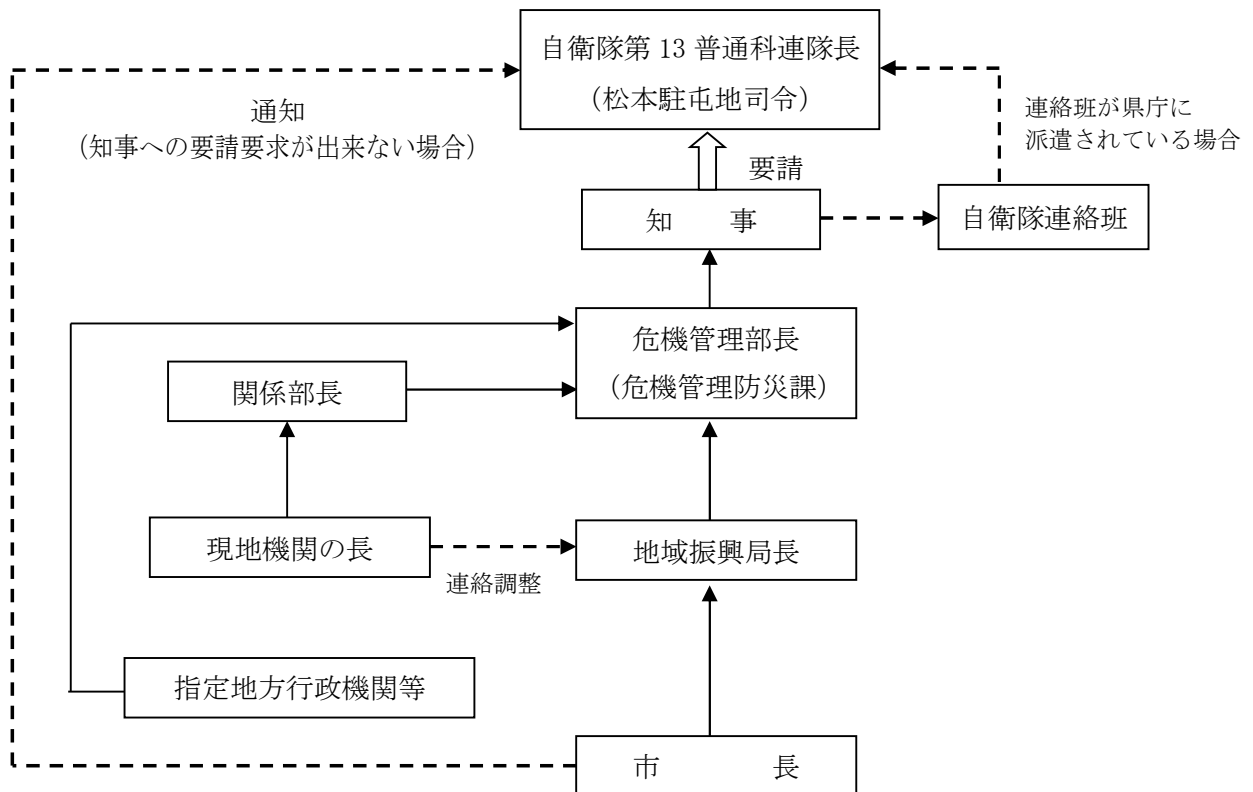 自衛隊第 13 普通科連隊長
（松本駐屯地司令）
通知
（知事への要請要求が出来ない場合）
連絡班が県庁に
派遣されている場合
要請
知　　事
自衛隊連絡班
危機管理部長
（危機管理防災課）
関係部長
現地機関の長
地域振興局長
連絡調整
指定地方行政機関等
市　　　長